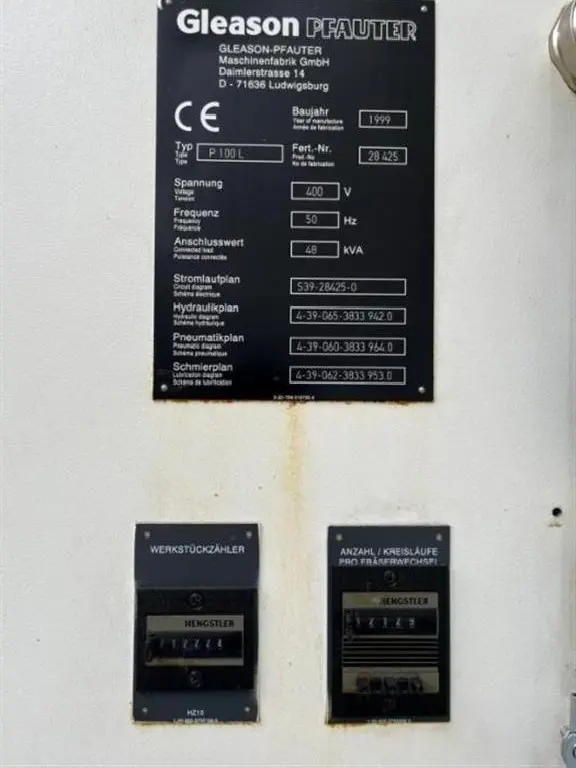 Gleason PFAUTER
GLEASON-PFAUTER
Maschinenfabrik GmbH
Daimlerstrasse 14
D - 71636 Ludwigsburg
CE
Baujahr
Year of manufacture
Année de fabrication
1999
Typ
Type
Type
P 100 L
Fert.-Nr.
Prod.-No
No de fabrication
28 425
Spannung
Voltage
Tension
400 V
Frequenz
Frequency
Fréquence
50 Hz
Anschlusswert
Connected load
Puissance connectée
48 kVA
Stromlaufplan
Circuit diagram
Schéma électrique
S39-28425-0
Hydraulikplan
Hydraulic diagram
Schéma hydraulique
4-39-065-3833 942.0
Pneumatikplan
Pneumatic diagram
Schéma pneumatique
4-39-060-3833 964.0
Schmierplan
Lubrication diagram
Schéma de lubrification
4-39-062-3833 953.0
WERKSTÜCKZÄHLER
HENGSTLER
HZ10
ANZAHL / KREISLÄUFE
PRO FRÄSERWECHSEL
HENGSTLER